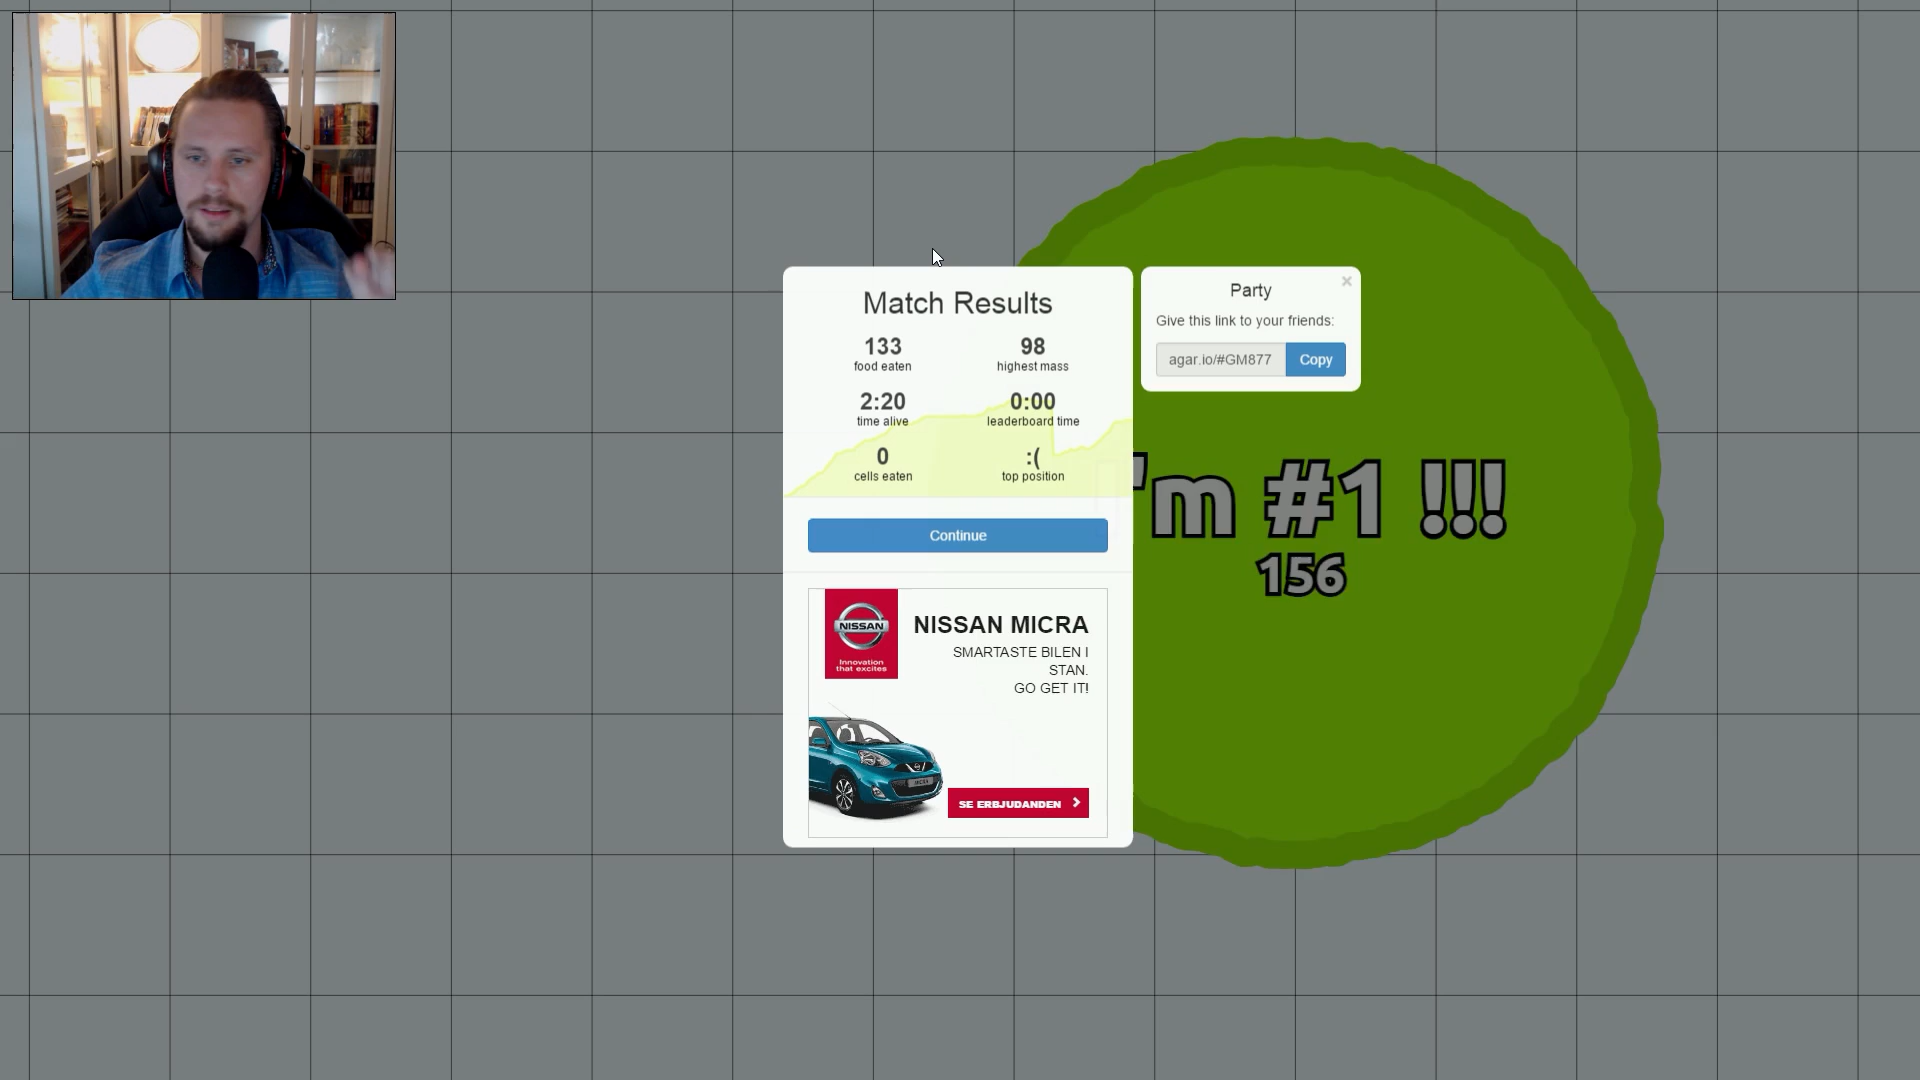 Match Results
133
food eaten
98
highest mass
2:20
time alive
0:00
leaderboard time
0
cells eaten
:(
top position
Continue
NISSAN
Innovation
that excites
NISSAN MICRA
SMARTASTE BILEN I
STAN.
GO GET IT!
MICRA
SE ERBJUDANDEN
Party
×
Give this link to your friends:
agar.io/#GM877
Copy
I'm #1 !!!
156